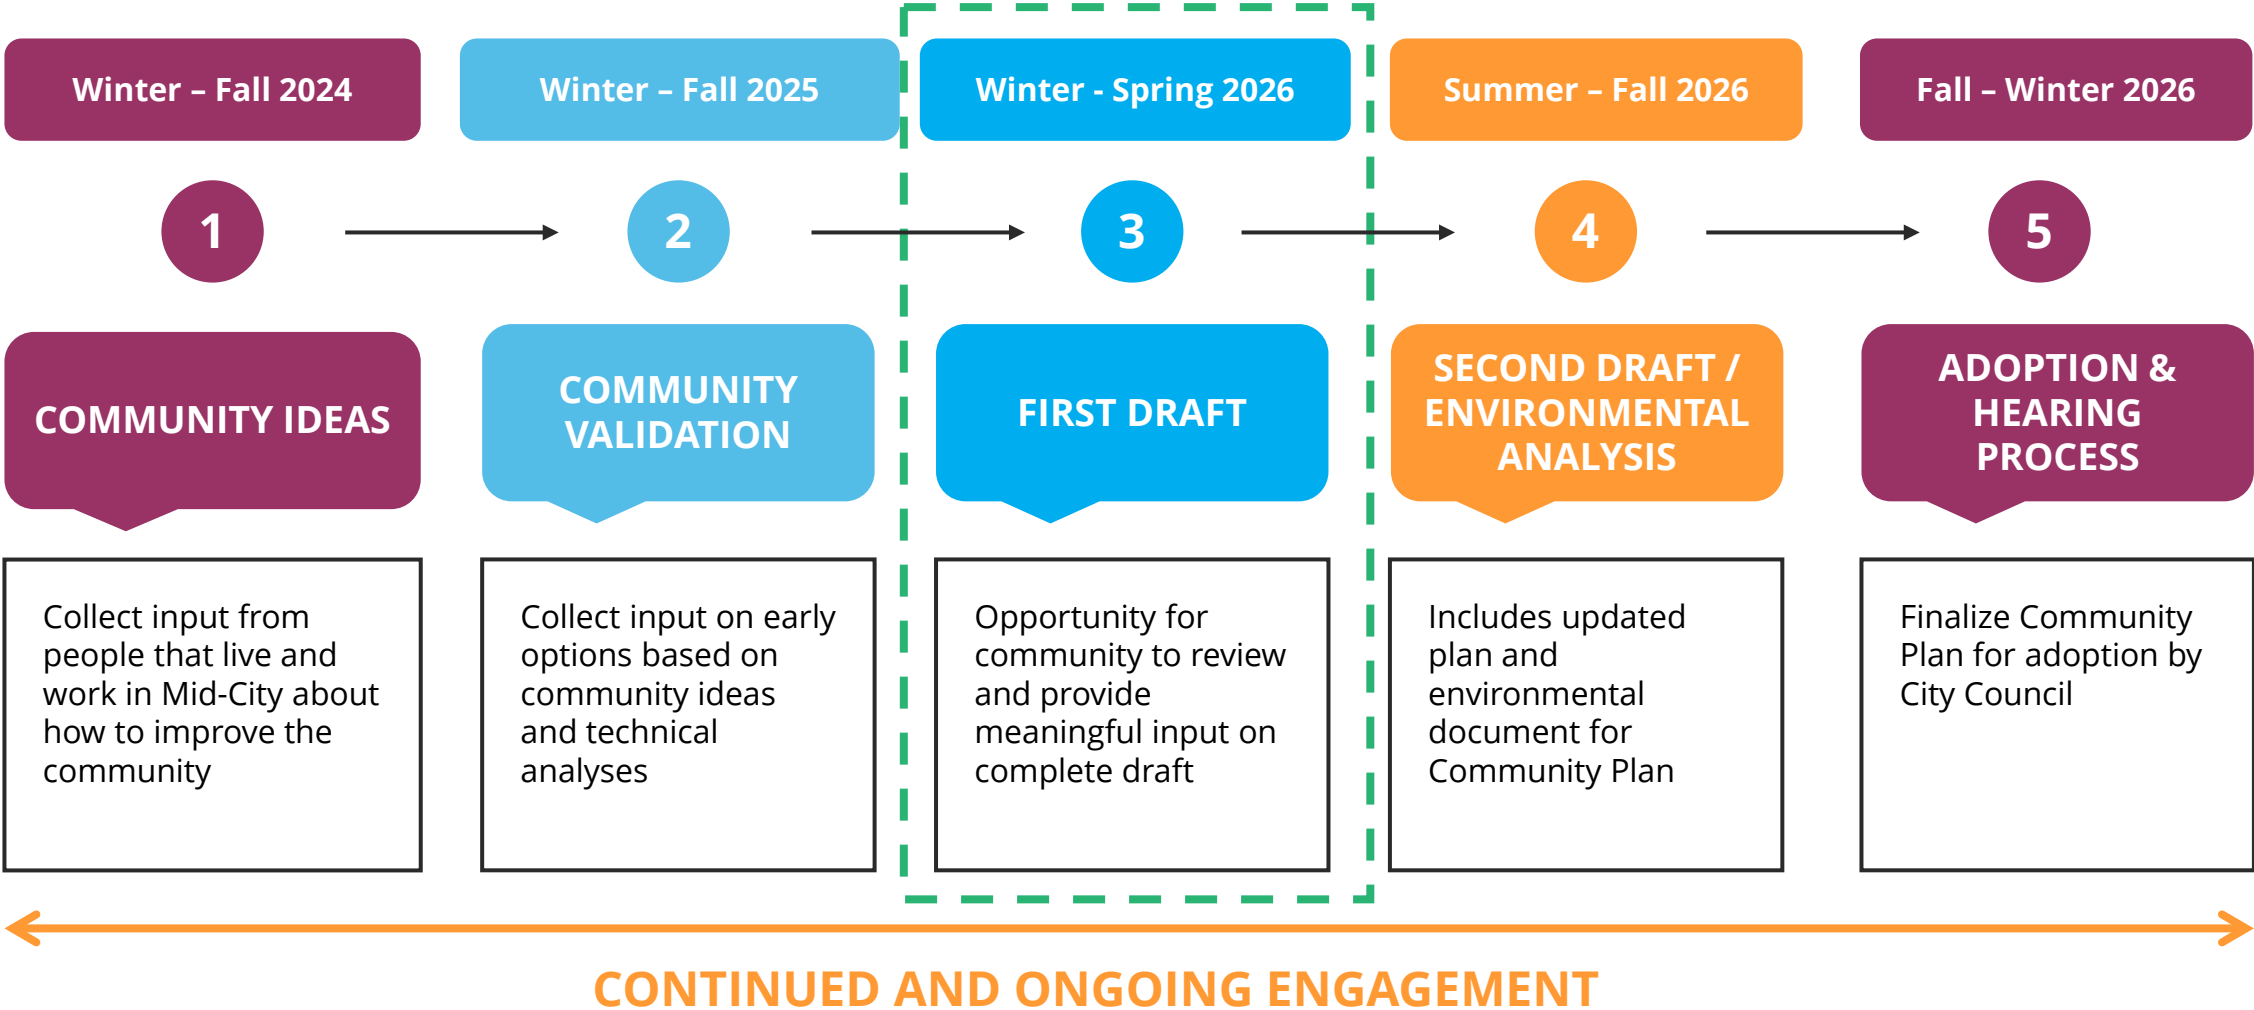 Winter – Fall 2024
Winter – Fall 2025
Winter - Spring 2026
Summer – Fall 2026
Fall – Winter 2026
1
2
3
4
5
COMMUNITY IDEAS
COMMUNITY
VALIDATION
FIRST DRAFT
SECOND DRAFT /
ENVIRONMENTAL
ANALYSIS
ADOPTION &
HEARING
PROCESS
Collect input from
people that live and
work in Mid-City about
how to improve the
community
Collect input on early
options based on
community ideas
and technical
analyses
Opportunity for
community to review
and provide
meaningful input on
complete draft
Includes updated
plan and
environmental
document for
Community Plan
Finalize Community
Plan for adoption by
City Council
CONTINUED AND ONGOING ENGAGEMENT